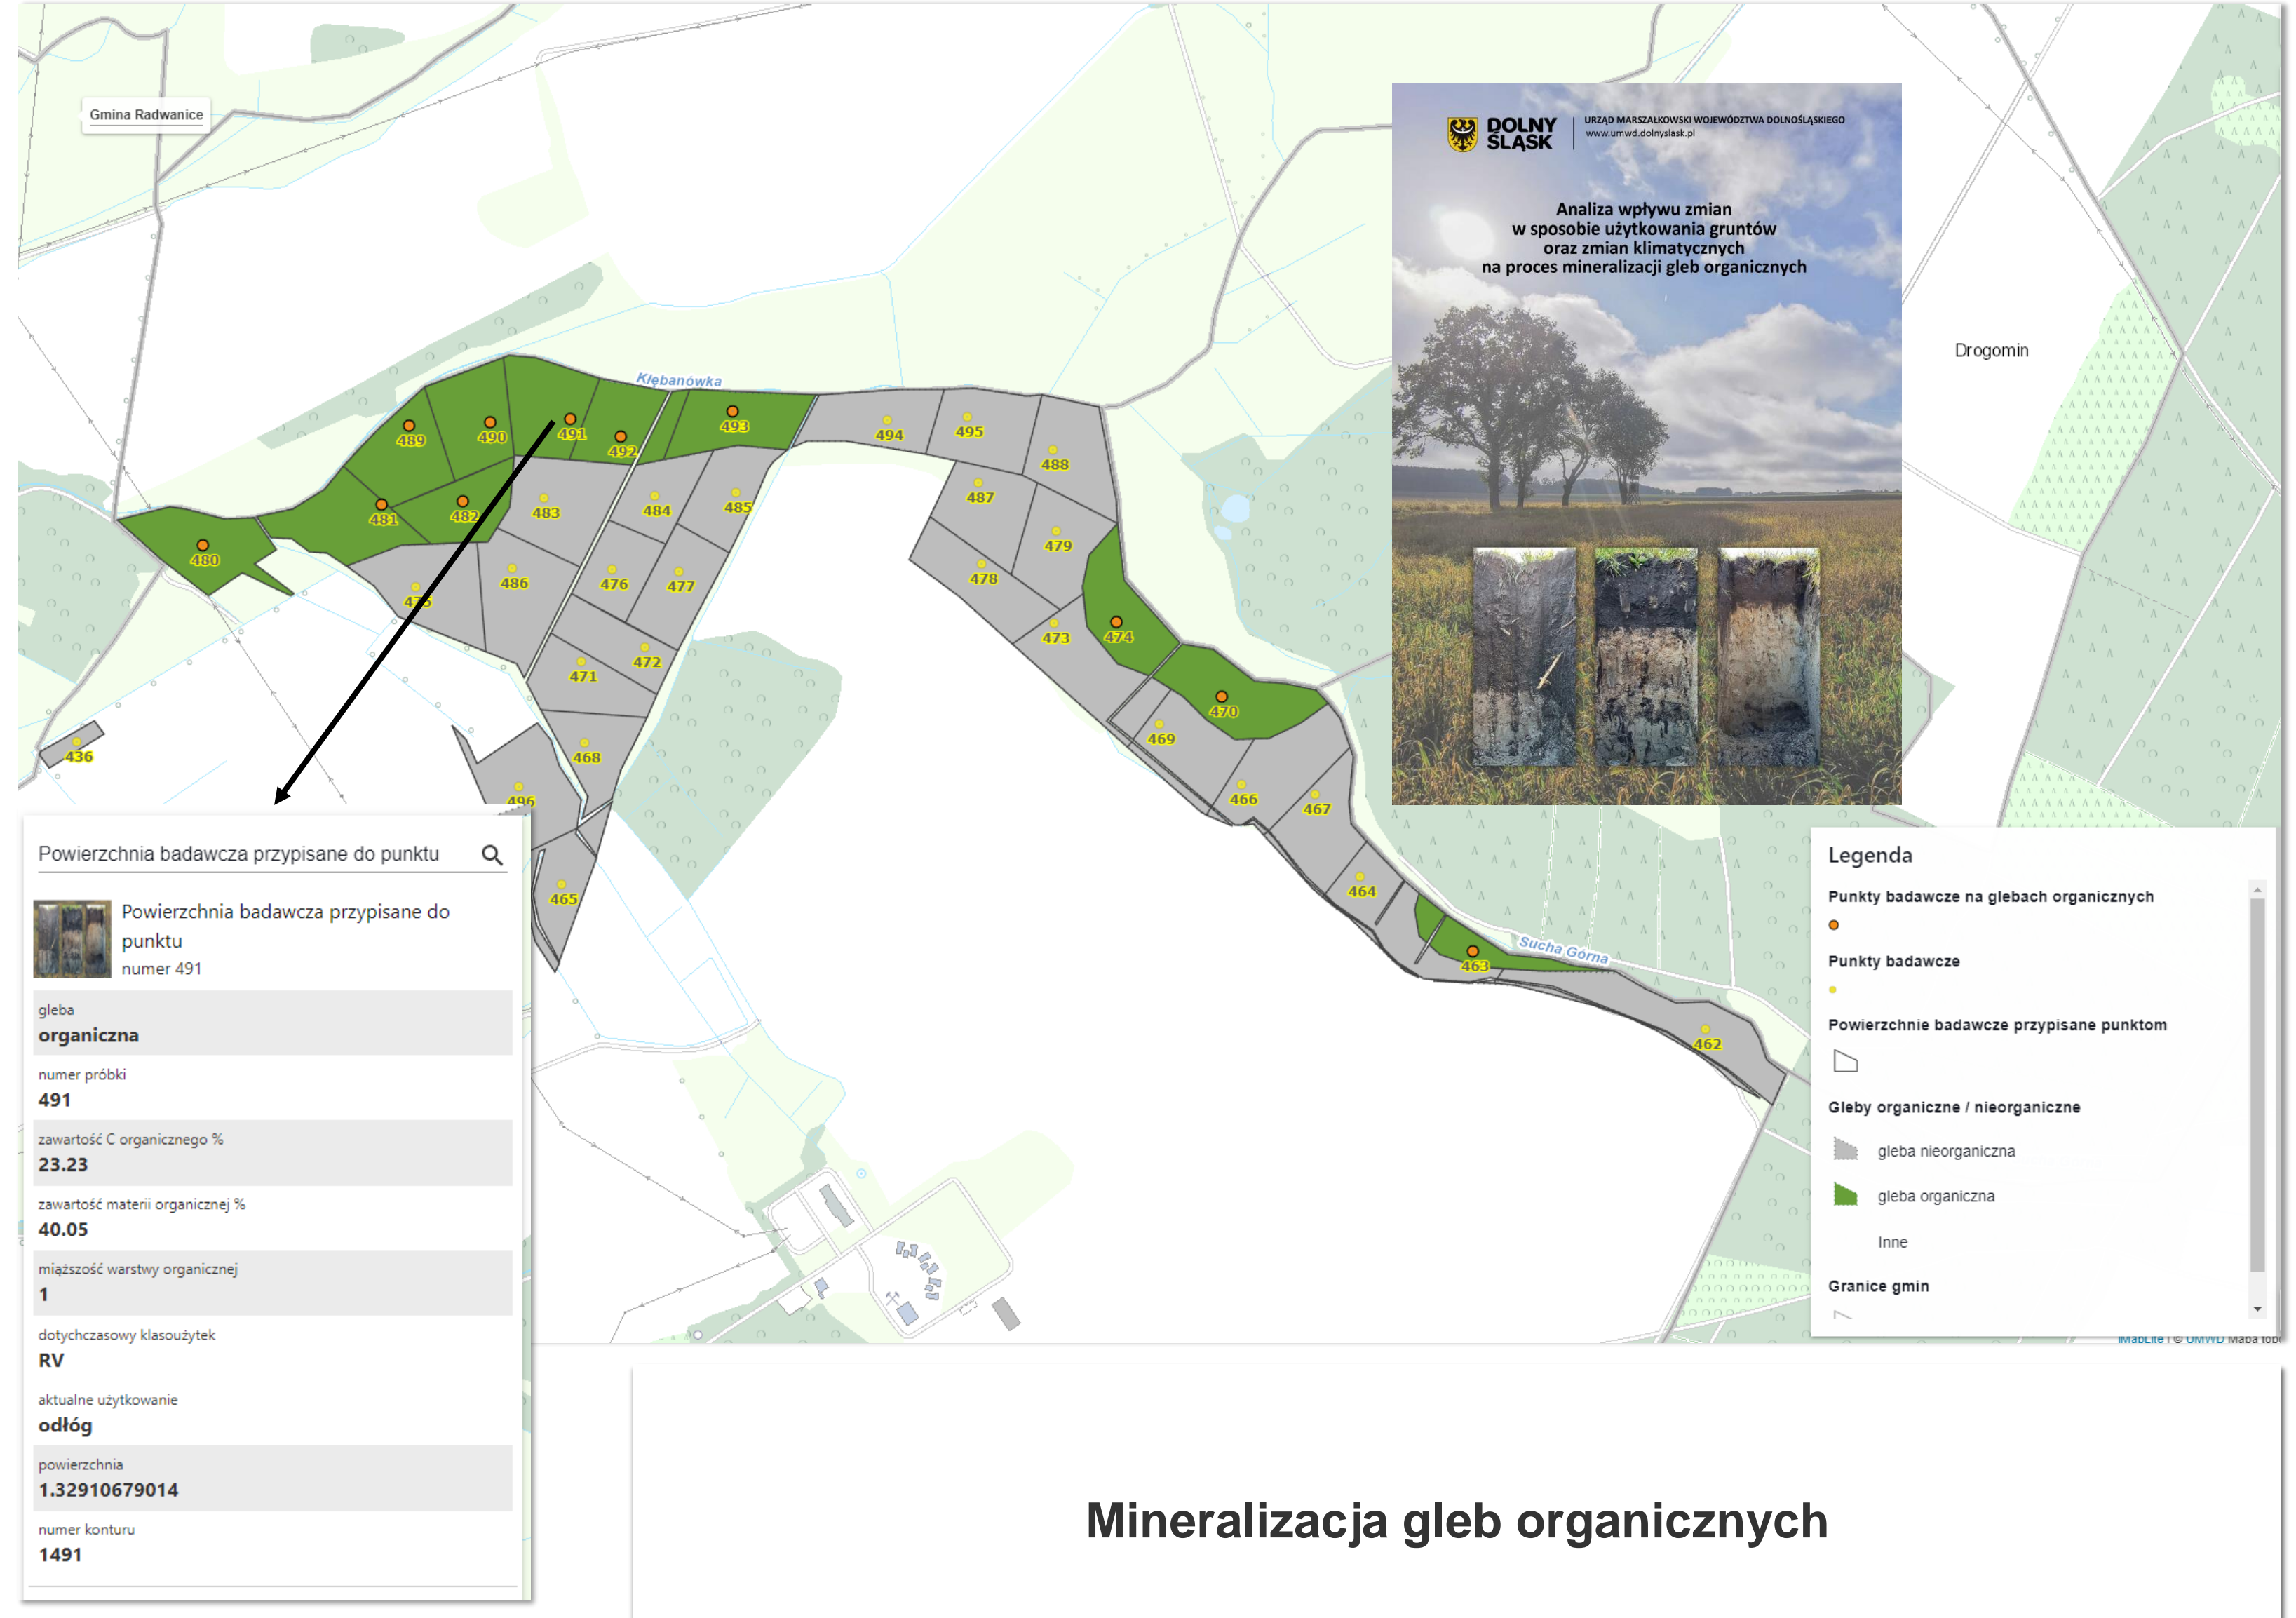 Gmina Radwanice
DOLNY
ŚLĄSK
URZĄD MARSZAŁKOWSKI WOJEWÓDZTWA DOLNOŚLĄSKIEGO
www.umwd.dolnyslask.pl
Analiza wpływu zmian
w sposobie użytkowania gruntów
oraz zmian klimatycznych
na proces mineralizacji gleb organicznych
Drogomin
Kłębanówka
489
490
491
492
493
494
495
488
481
482
483
484
485
487
480
479
475
486
476
477
478
473
474
471
472
470
469
436
468
496
466
467
465
464
463
Sucha Górna
462
Powierzchnia badawcza przypisane do punktu
Powierzchnia badawcza przypisane do
punktu
numer 491
gleba
organiczna
numer próbki
491
zawartość C organicznego %
23.23
zawartość materii organicznej %
40.05
miąższość warstwy organicznej
1
dotychczasowy klasoużytek
RV
aktualne użytkowanie
odłóg
powierzchnia
1.32910679014
numer konturu
1491
Legenda
Punkty badawcze na glebach organicznych
Punkty badawcze
Powierzchnie badawcze przypisane punktom
Gleby organiczne / nieorganiczne
gleba nieorganiczna
gleba organiczna
Inne
Granice gmin
iMapLite | © UMWD Mapa topo
Mineralizacja gleb organicznych